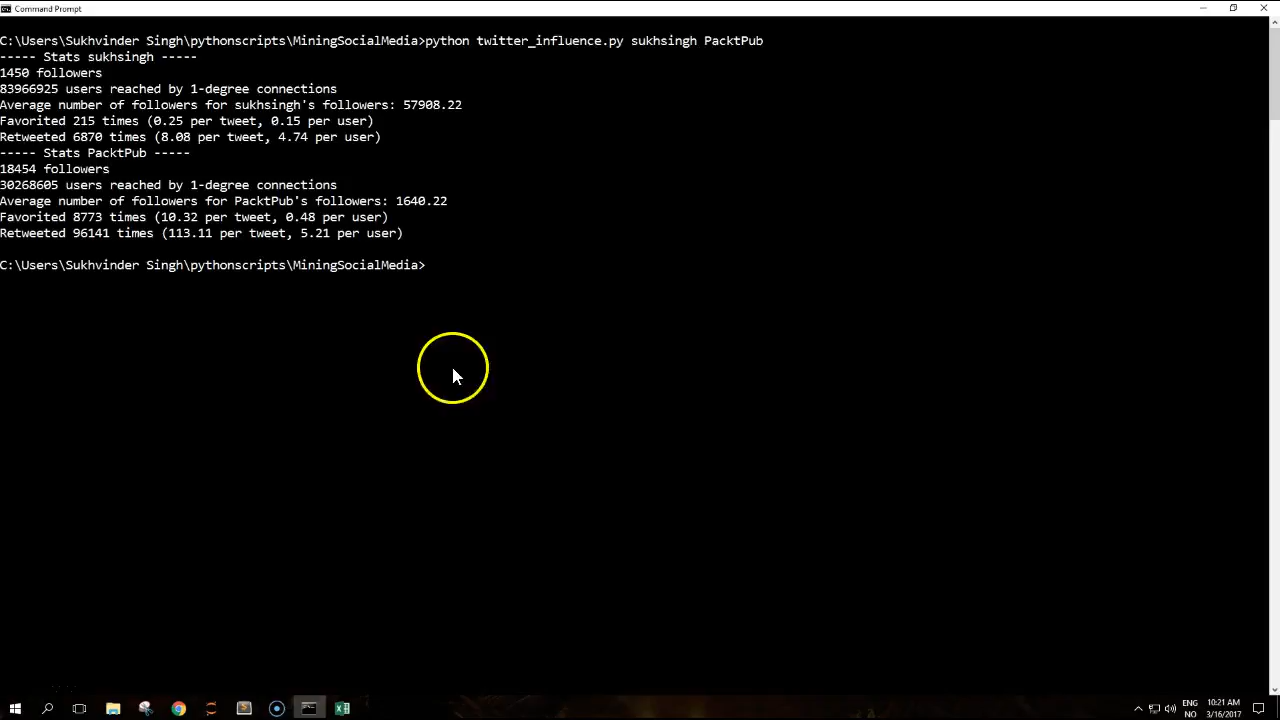 Command Prompt
C:\Users\Sukhvinder Singh\pythonscripts\MiningSocialMedia>python twitter_influence.py sukhsingh PacktPub
----- Stats sukhsingh -----
1450 followers
83966925 users reached by 1-degree connections
Average number of followers for sukhsingh's followers: 57908.22
Favorited 215 times (0.25 per tweet, 0.15 per user)
Retweeted 6870 times (8.08 per tweet, 4.74 per user)
----- Stats PacktPub -----
18454 followers
30268605 users reached by 1-degree connections
Average number of followers for PacktPub's followers: 1640.22
Favorited 8773 times (10.32 per tweet, 0.48 per user)
Retweeted 96141 times (113.11 per tweet, 5.21 per user)
C:\Users\Sukhvinder Singh\pythonscripts\MiningSocialMedia>
ENG 10:21 AM
NO 3/16/2017